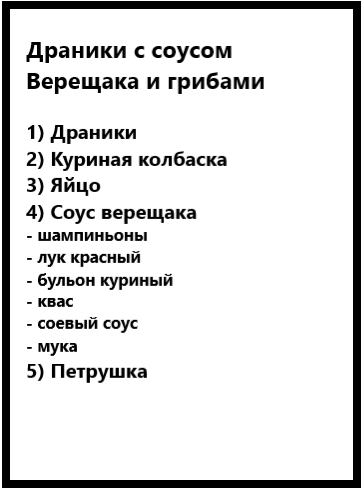 Драники с соусом
Верещака и грибами
1) Драники
2) Куриная колбаска
3) Яйцо
4) Соус верещака
- шампиньоны
- лук красный
- бульон куриный
- квас
- соевый соус
- мука
5) Петрушка